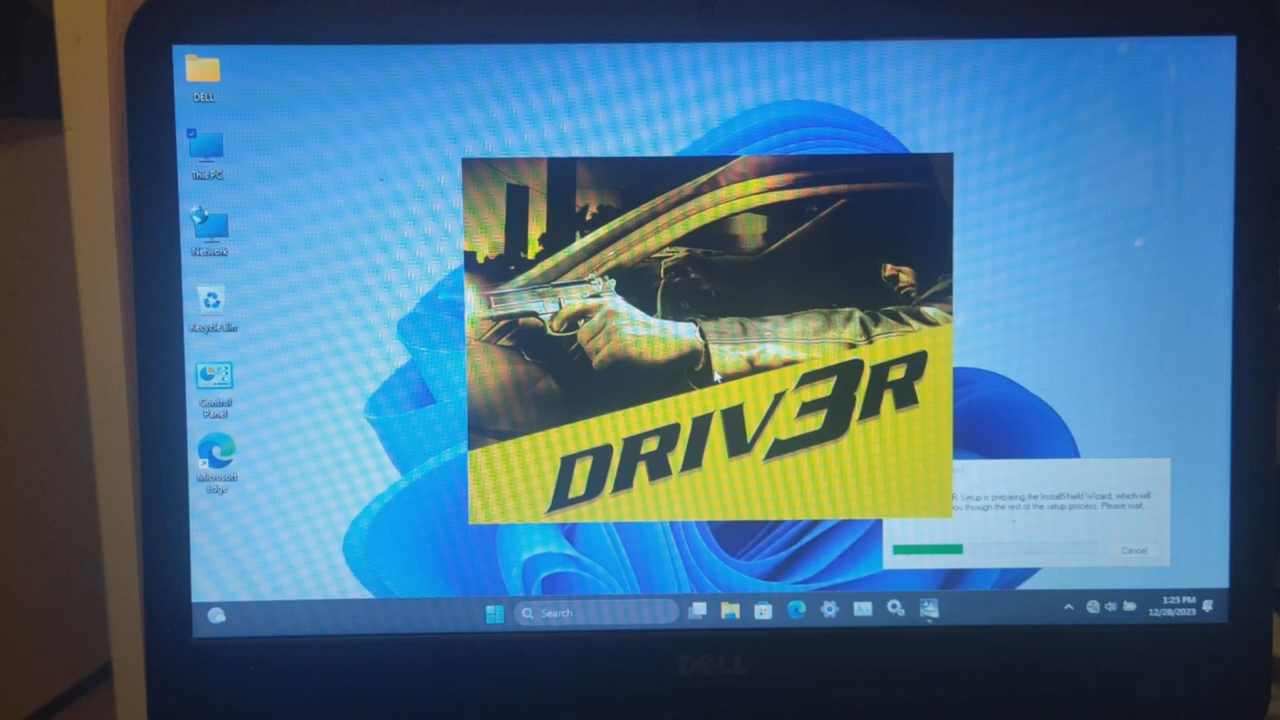 DELL
This PC
Network
Recycle Bin
Control
Panel
Microsoft
Edge
DRIV3R
R Setup is preparing the InstallShield Wizard, which will
you through the rest of the setup process. Please wait.
Cancel
Search
1:23 PM
12/28/2023
DELL